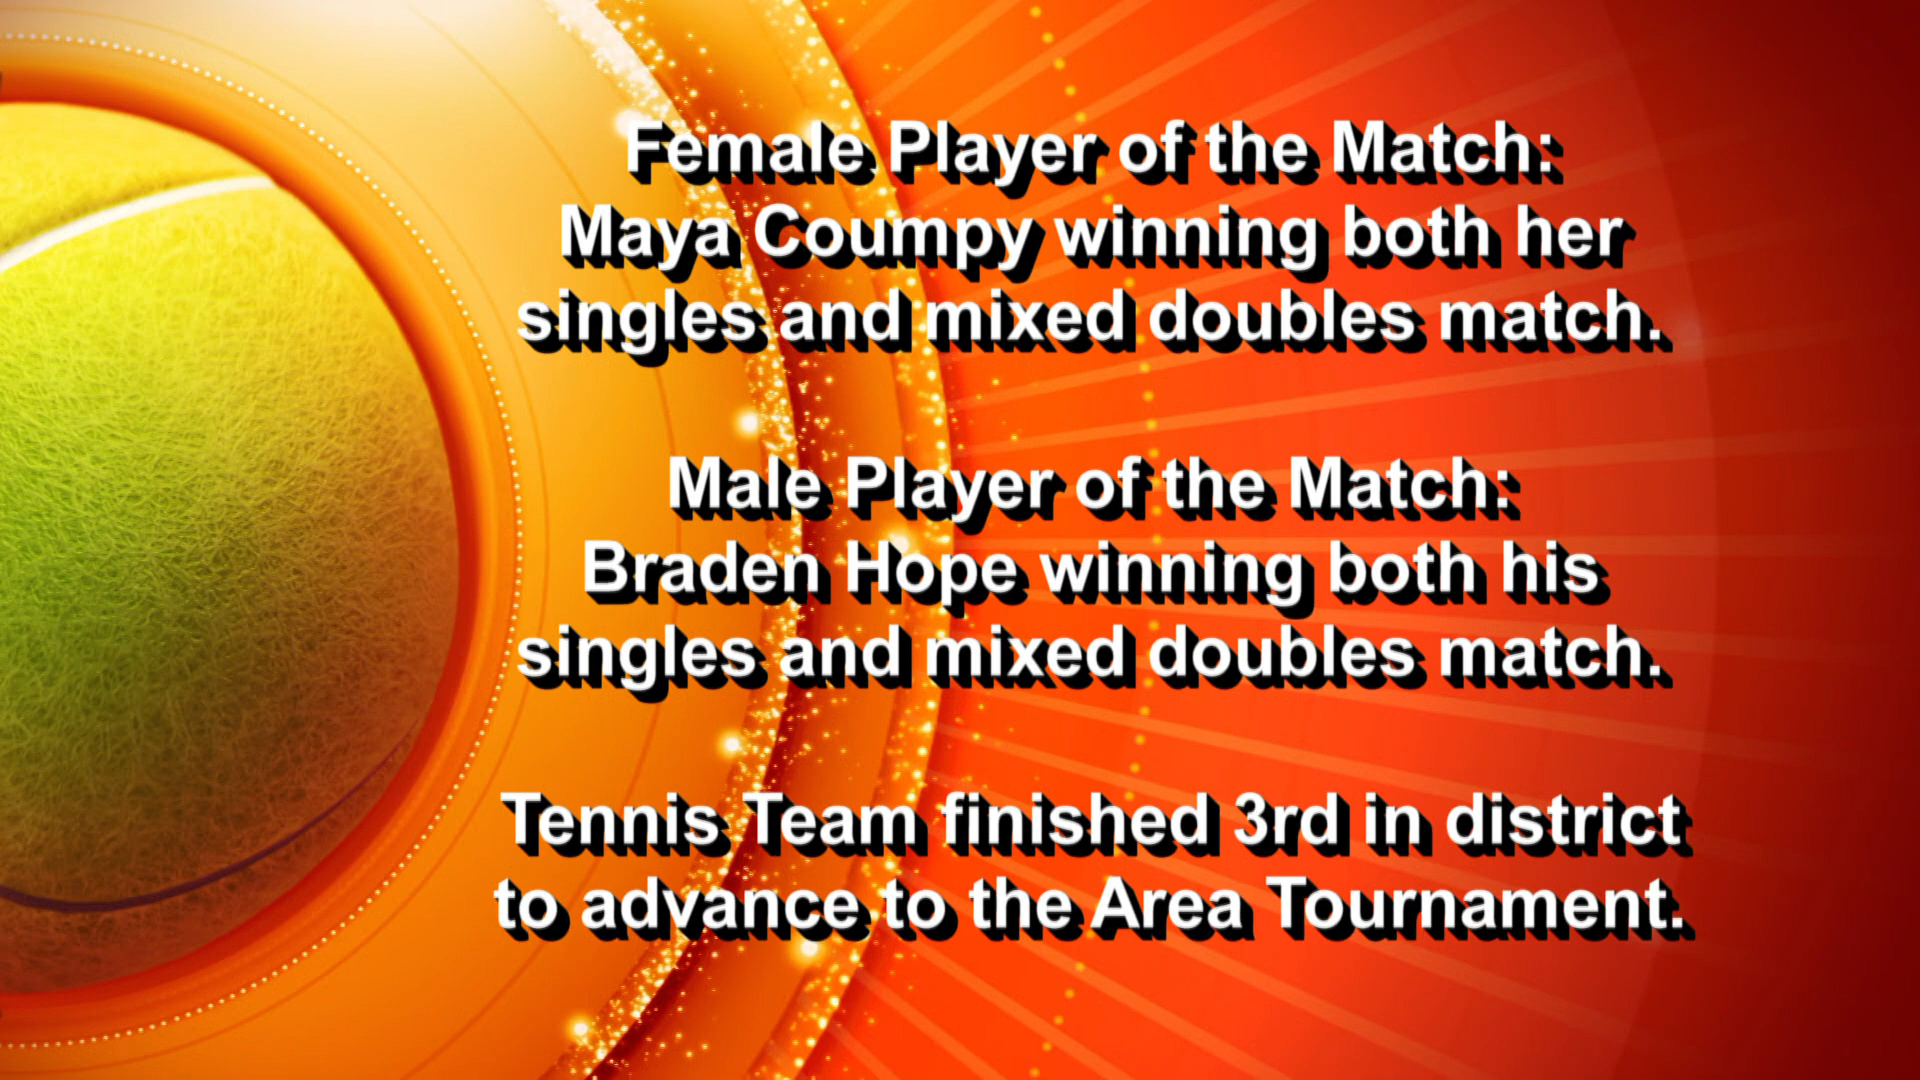 Female Player of the Match:
Maya Coumpy winning both her
singles and mixed doubles match.
Male Player of the Match:
Braden Hope winning both his
singles and mixed doubles match.
Tennis Team finished 3rd in district
to advance to the Area Tournament.